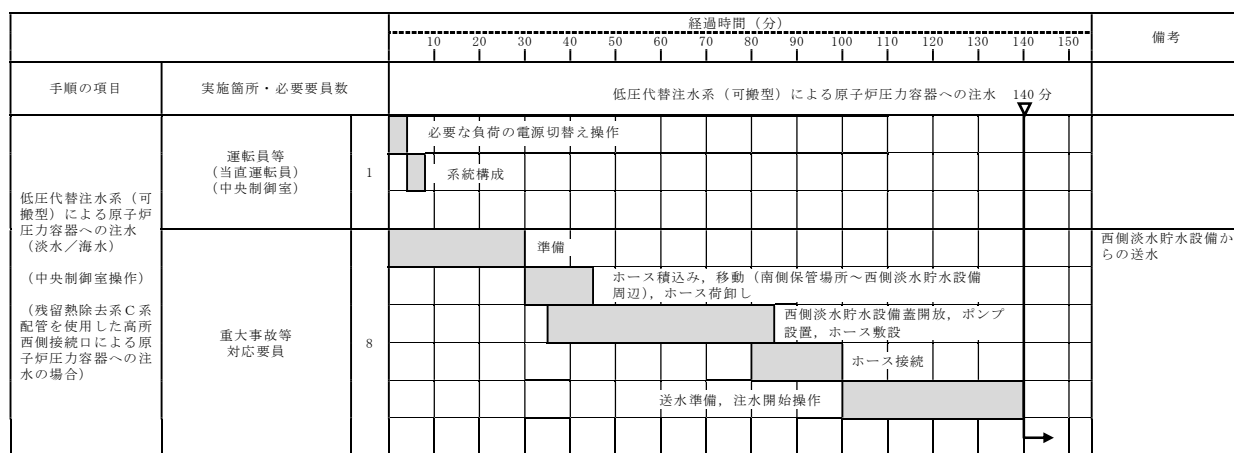 経過時間（分）
備考
10 20 30 40 50 60 70 80 90 100 110 120 130 140 150
手順の項目
実施箇所・必要要員数
低圧代替注水系（可搬型）による原子炉圧力容器への注水 140 分
低圧代替注水系（可
搬型）による原子炉
圧力容器への注水
（淡水／海水）
（中央制御室操作）
（残留熱除去系Ｃ系
配管を使用した高所
西側接続口による原
子炉圧力容器への注
水の場合）
運転員等
（当直運転員）
（中央制御室）
1
必要な負荷の電源切替え操作
系統構成
重大事故等
対応要員
8
準備
ホース積込み，移動（南側保管場所～西側淡水貯水設備
周辺），ホース荷卸し
西側淡水貯水設備蓋開放，ポンプ
設置，ホース敷設
ホース接続
送水準備，注水開始操作
西側淡水貯水設備か
らの送水